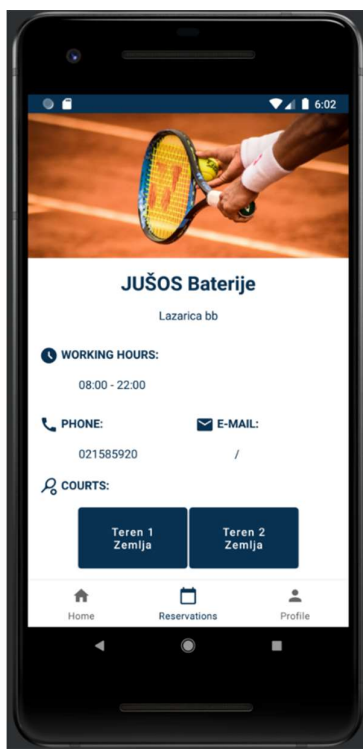 6:02
JUŠOS Baterije
Lazarica bb
WORKING HOURS:
08:00 - 22:00
PHONE:
E-MAIL:
021585920
/
COURTS:
Teren 1
Zemlja
Teren 2
Zemlja
Home
Reservations
Profile